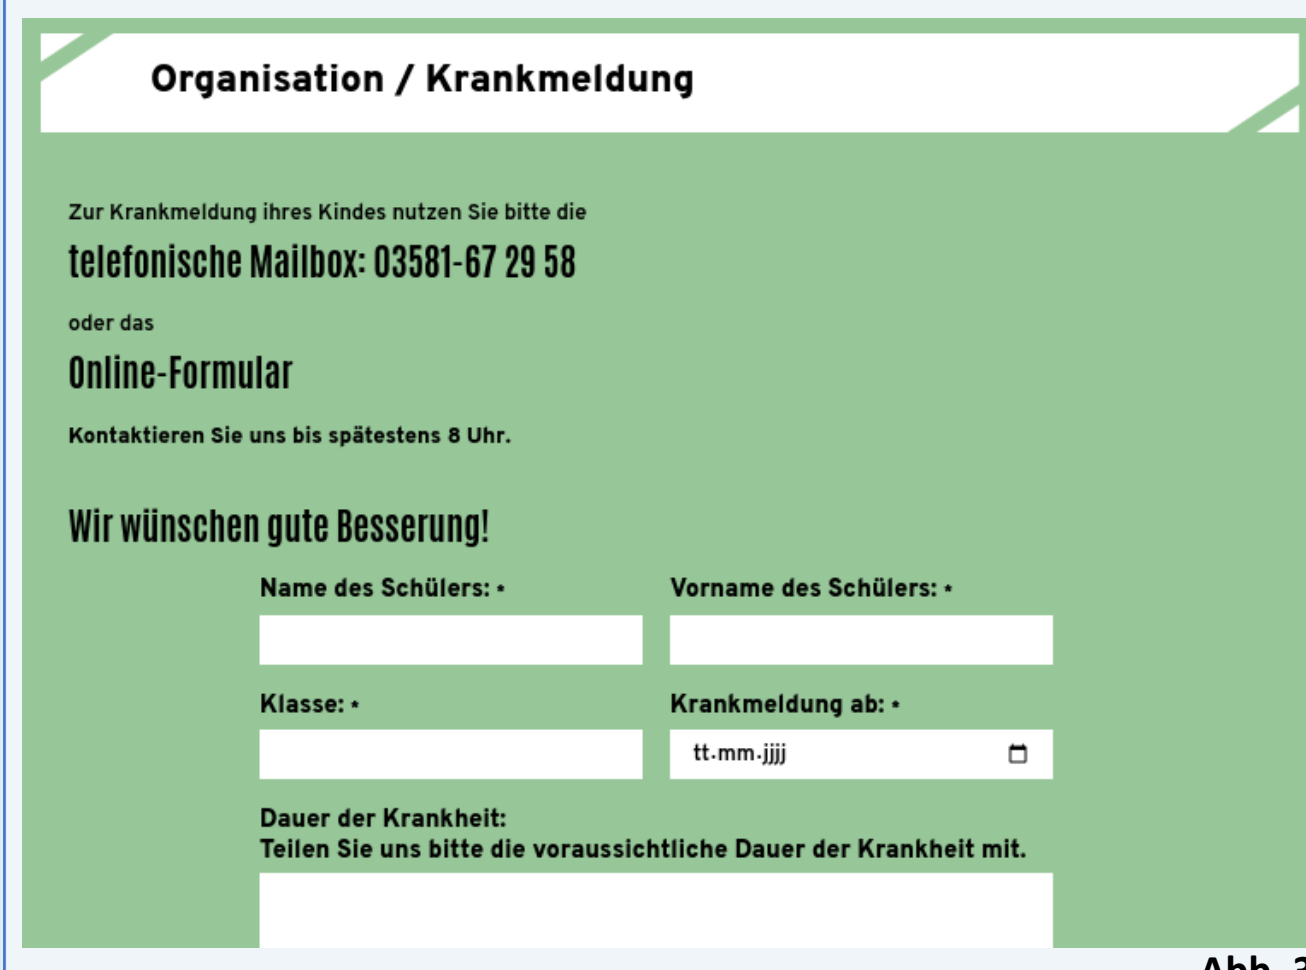 Organisation / Krankmeldung
Zur Krankmeldung ihres Kindes nutzen Sie bitte die
telefonische Mailbox: 03581-67 29 58
oder das
Online-Formular
Kontaktieren Sie uns bis spätestens 8 Uhr.
Wir wünschen gute Besserung!
Name des Schülers: *
Vorname des Schülers: *
Klasse: *
Krankmeldung ab: *
tt.mm.jjjj
Dauer der Krankheit:
Teilen Sie uns bitte die voraussichtliche Dauer der Krankheit mit.
Abb.